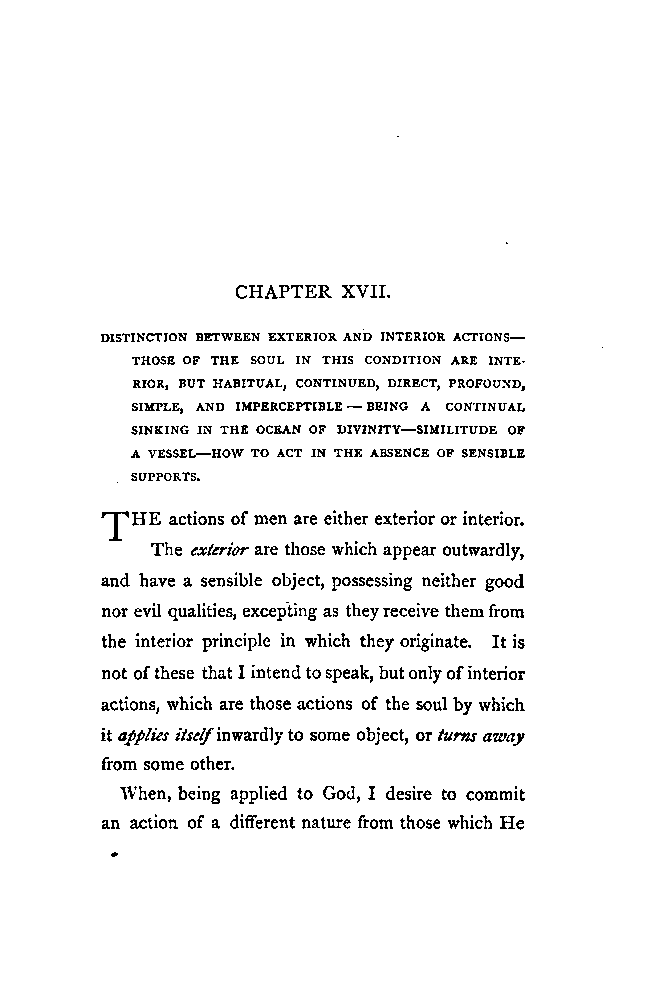 CHAPTER XVII.
DISTINCTION BETWEEN EXTERIOR AND INTERIOR ACTIONS—
THOSE OF THE SOUL IN THIS CONDITION ARE INTE-
RIOR, BUT HABITUAL, CONTINUED, DIRECT, PROFOUND,
SIMPLE, AND IMPERCEPTIBLE—BEING A CONTINUAL
SINKING IN THE OCEAN OF DIVINITY—SIMILITUDE OF
A VESSEL—HOW TO ACT IN THE ABSENCE OF SENSIBLE
SUPPORTS.
THE actions of men are either exterior or interior.
The exterior are those which appear outwardly,
and have a sensible object, possessing neither good
nor evil qualities, excepting as they receive them from
the interior principle in which they originate. It is
not of these that I intend to speak, but only of interior
actions, which are those actions of the soul by which
it applies itself inwardly to some object, or turns away
from some other.
When, being applied to God, I desire to commit
an action of a different nature from those which He